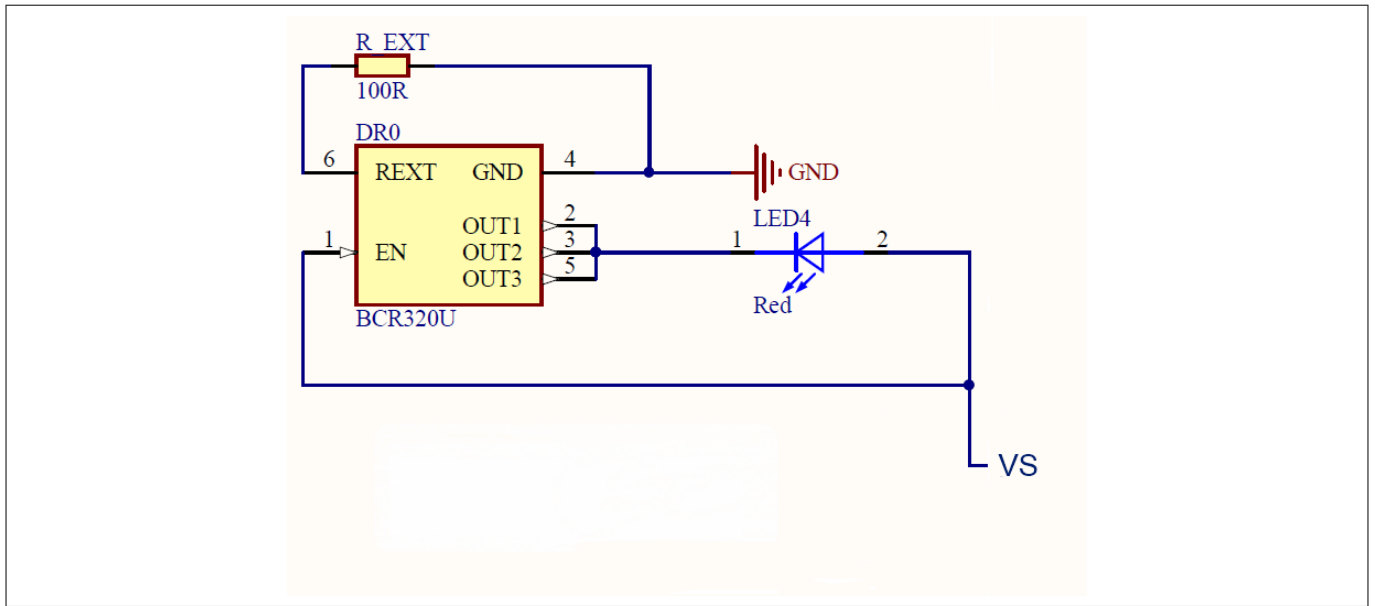 R_EXT
100R
DR0
6 REXT GND 4
GND
OUT1 2
1 EN OUT2 3
OUT3 5
BCR320U
LED4
1 2
Red
VS